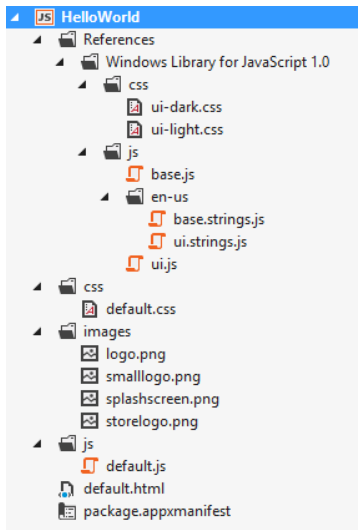 JS HelloWorld
References
Windows Library for JavaScript 1.0
css
ui-dark.css
ui-light.css
js
base.js
en-us
base.strings.js
ui.strings.js
ui.js
css
default.css
images
logo.png
smalllogo.png
splashscreen.png
storelogo.png
js
default.js
default.html
package.appxmanifest